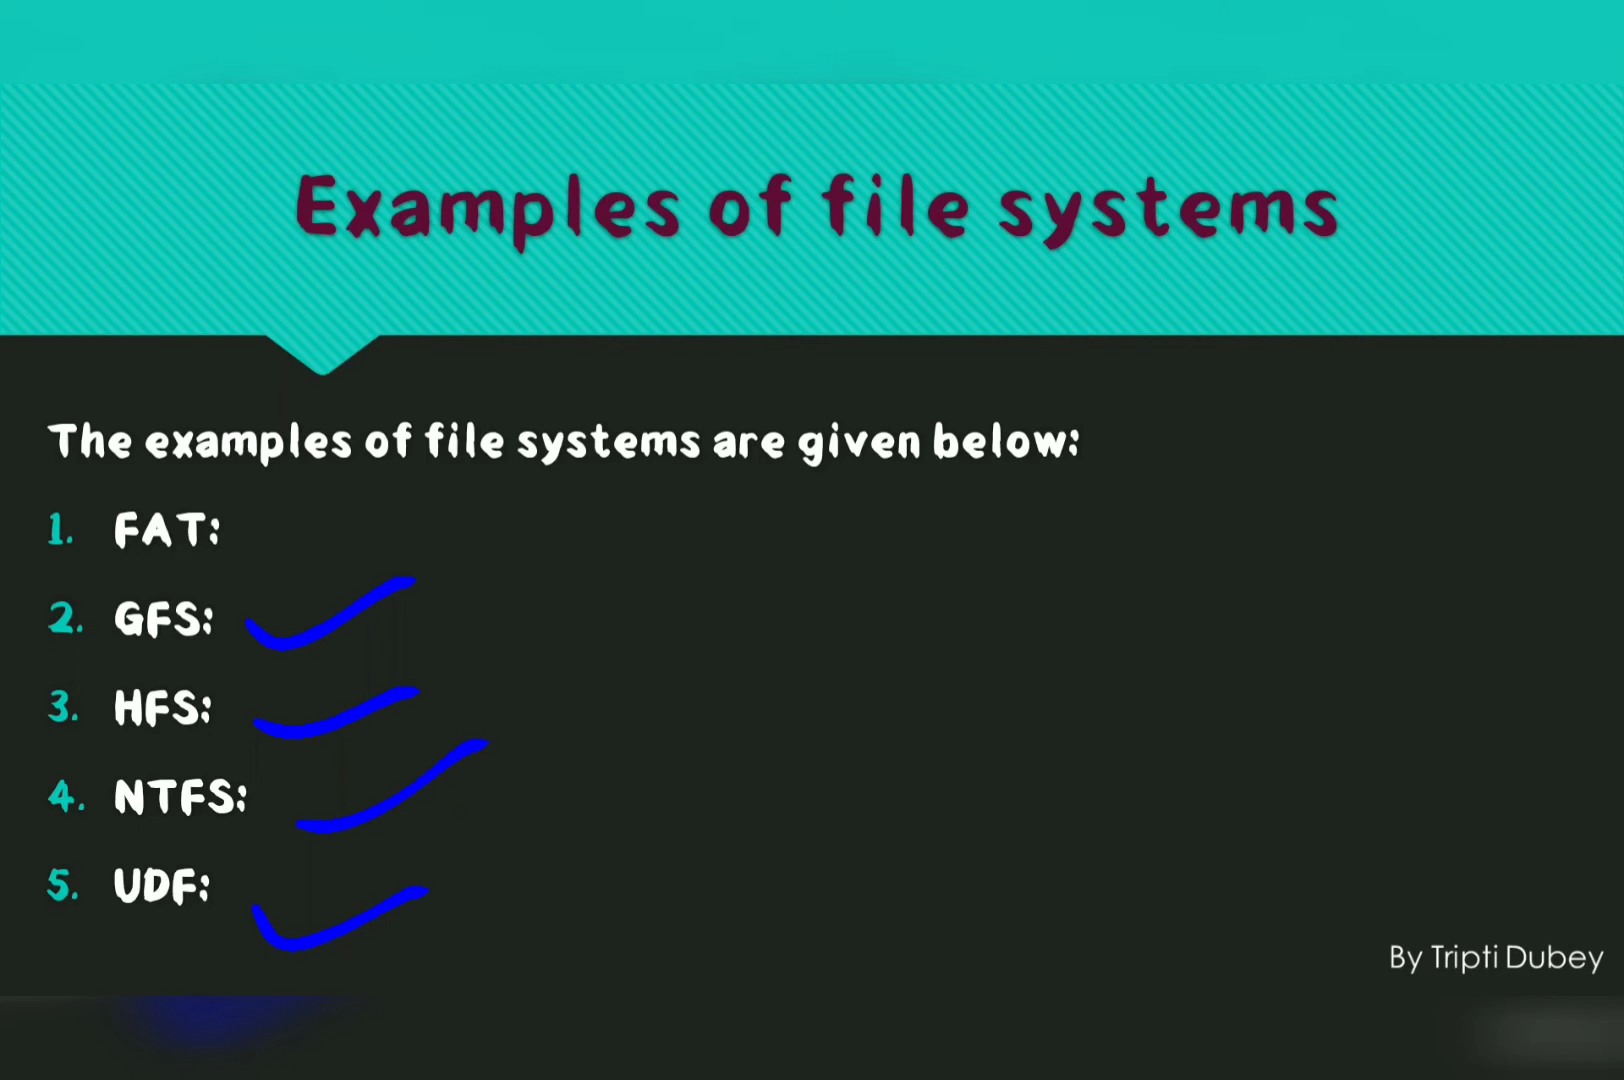 Examples of file systems
The examples of file systems are given below:
1. FAT:
2. GFS:
3. HFS:
4. NTFS:
5. UDF:
By Tripti Dubey